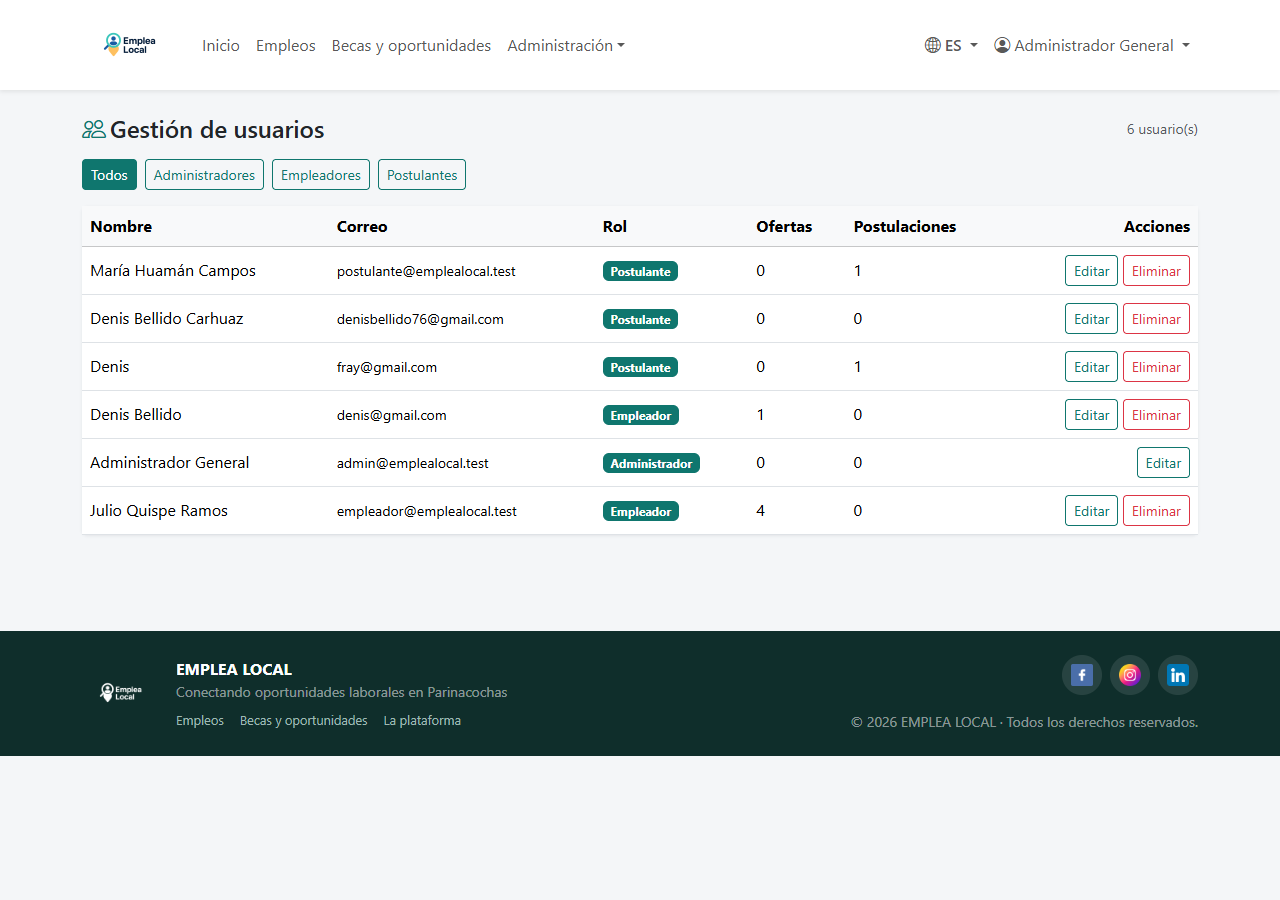 Emplea Local Inicio Empleos Becas y oportunidades Administración ES Administrador General
Gestión de usuarios 6 usuario(s)
Todos Administradores Empleadores Postulantes
Nombre Correo Rol Ofertas Postulaciones Acciones
María Huamán Campos postulante@emplealocal.test Postulante 0 1 Editar Eliminar
Denis Bellido Carhuaz denisbellido76@gmail.com Postulante 0 0 Editar Eliminar
Denis fray@gmail.com Postulante 0 1 Editar Eliminar
Denis Bellido denis@gmail.com Empleador 1 0 Editar Eliminar
Administrador General admin@emplealocal.test Administrador 0 0 Editar
Julio Quispe Ramos empleador@emplealocal.test Empleador 4 0 Editar Eliminar
Emplea Local
EMPLEA LOCAL
Conectando oportunidades laborales en Parinacochas
Empleos Becas y oportunidades La plataforma
© 2026 EMPLEA LOCAL · Todos los derechos reservados.